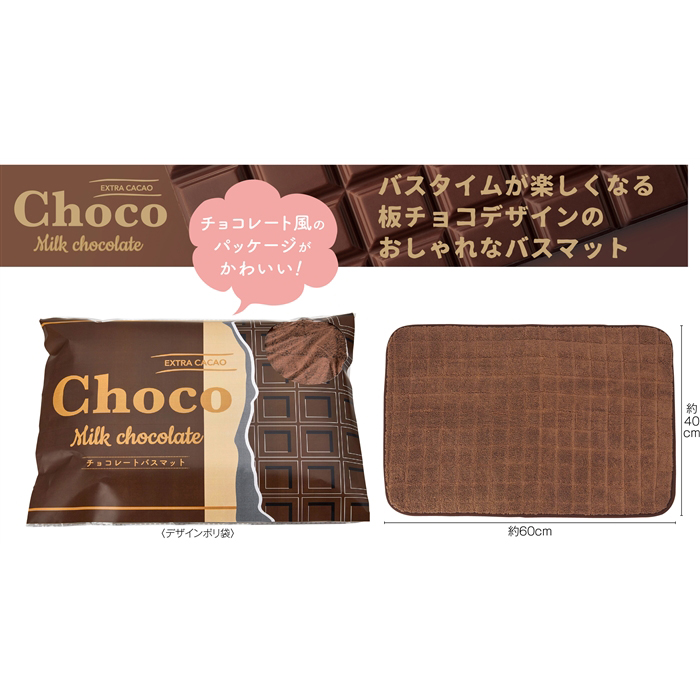 EXTRA CACAO
Choco
Milk chocolate
チョコレート風の
パッケージが
かわいい!
バスタイムが楽しくなる
板チョコデザインの
おしゃれなバスマット
EXTRA CACAO
Choco
Milk chocolate
チョコレートバスマット
〈デザインポリ袋〉
約60cm
約40cm